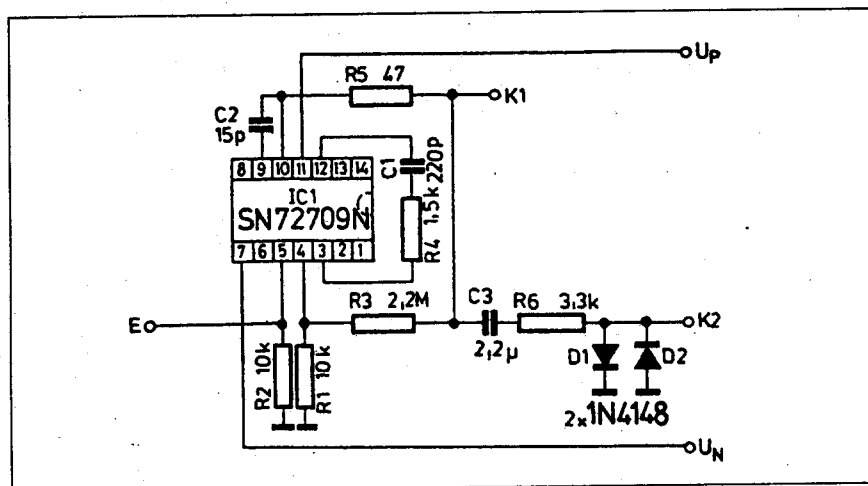 Uₚ
R5 47
K1
C2
15p
C1
220p
8 9 10 11 12 13 14
IC1
SN72709N
7 6 5 4 3 2 1
R4 1,5k
E
R3 2,2M
C3
2,2µ
R6 3,3k
K2
D1
D2
R2 10k
R1 10k
2x1N4148
U_N